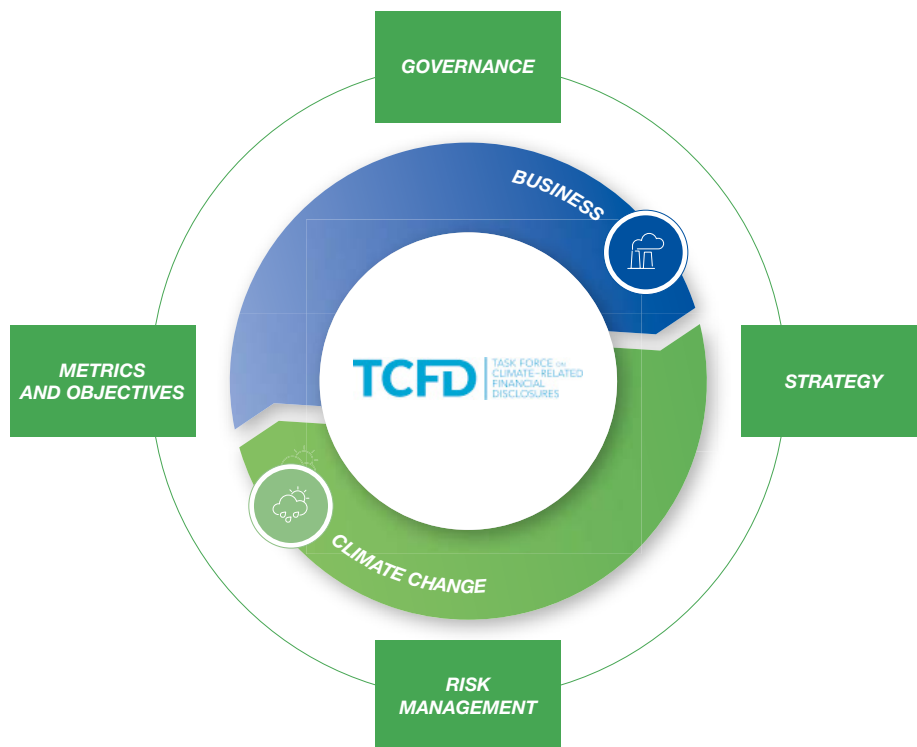 GOVERNANCE
BUSINESS
METRICS
AND OBJECTIVES
TCFD
TASK FORCE ON
CLIMATE-RELATED
FINANCIAL
DISCLOSURES
STRATEGY
CLIMATE CHANGE
RISK
MANAGEMENT